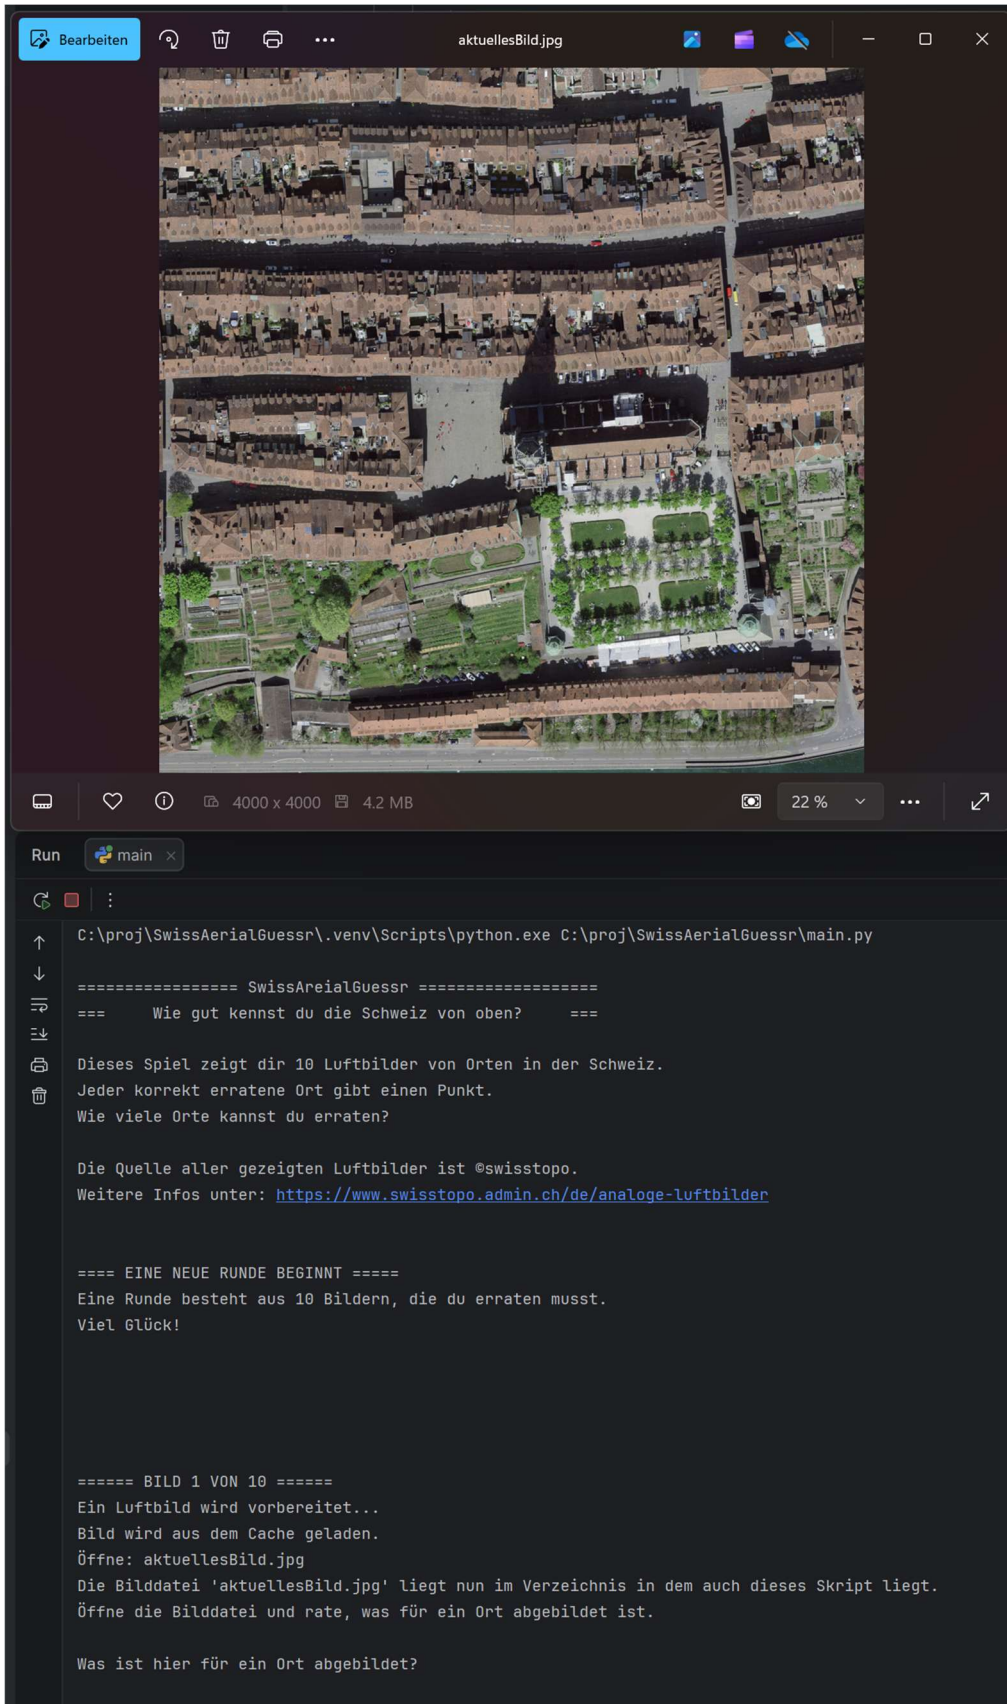 Bearbeiten
aktuellesBild.jpg
4000 x 4000
4.2 MB
22 %
Run
main
C:\proj\SwissAerialGuessr\.venv\Scripts\python.exe C:\proj\SwissAerialGuessr\main.py
================= SwissAreialGuessr ===================
===     Wie gut kennst du die Schweiz von oben?     ===
Dieses Spiel zeigt dir 10 Luftbilder von Orten in der Schweiz.
Jeder korrekt erratene Ort gibt einen Punkt.
Wie viele Orte kannst du erraten?
Die Quelle aller gezeigten Luftbilder ist ©swisstopo.
Weitere Infos unter: https://www.swisstopo.admin.ch/de/analoge-luftbilder
==== EINE NEUE RUNDE BEGINNT =====
Eine Runde besteht aus 10 Bildern, die du erraten musst.
Viel Glück!
====== BILD 1 VON 10 ======
Ein Luftbild wird vorbereitet...
Bild wird aus dem Cache geladen.
Öffne: aktuellesBild.jpg
Die Bilddatei 'aktuellesBild.jpg' liegt nun im Verzeichnis in dem auch dieses Skript liegt.
Öffne die Bilddatei und rate, was für ein Ort abgebildet ist.
Was ist hier für ein Ort abgebildet?